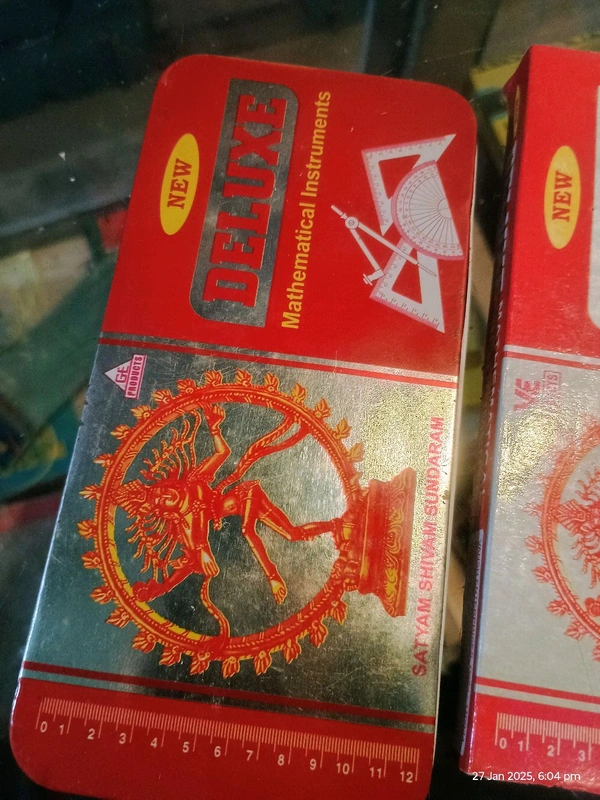 NEW
DELUXE
Mathematical Instruments
GE
PRODUCTS
SATYAM SHIVAM SUNDARAM
0 1 2 3 4 5 6 7 8 9 10 11 12
NEW
0 1 2 3
27 Jan 2025, 6:04 pm